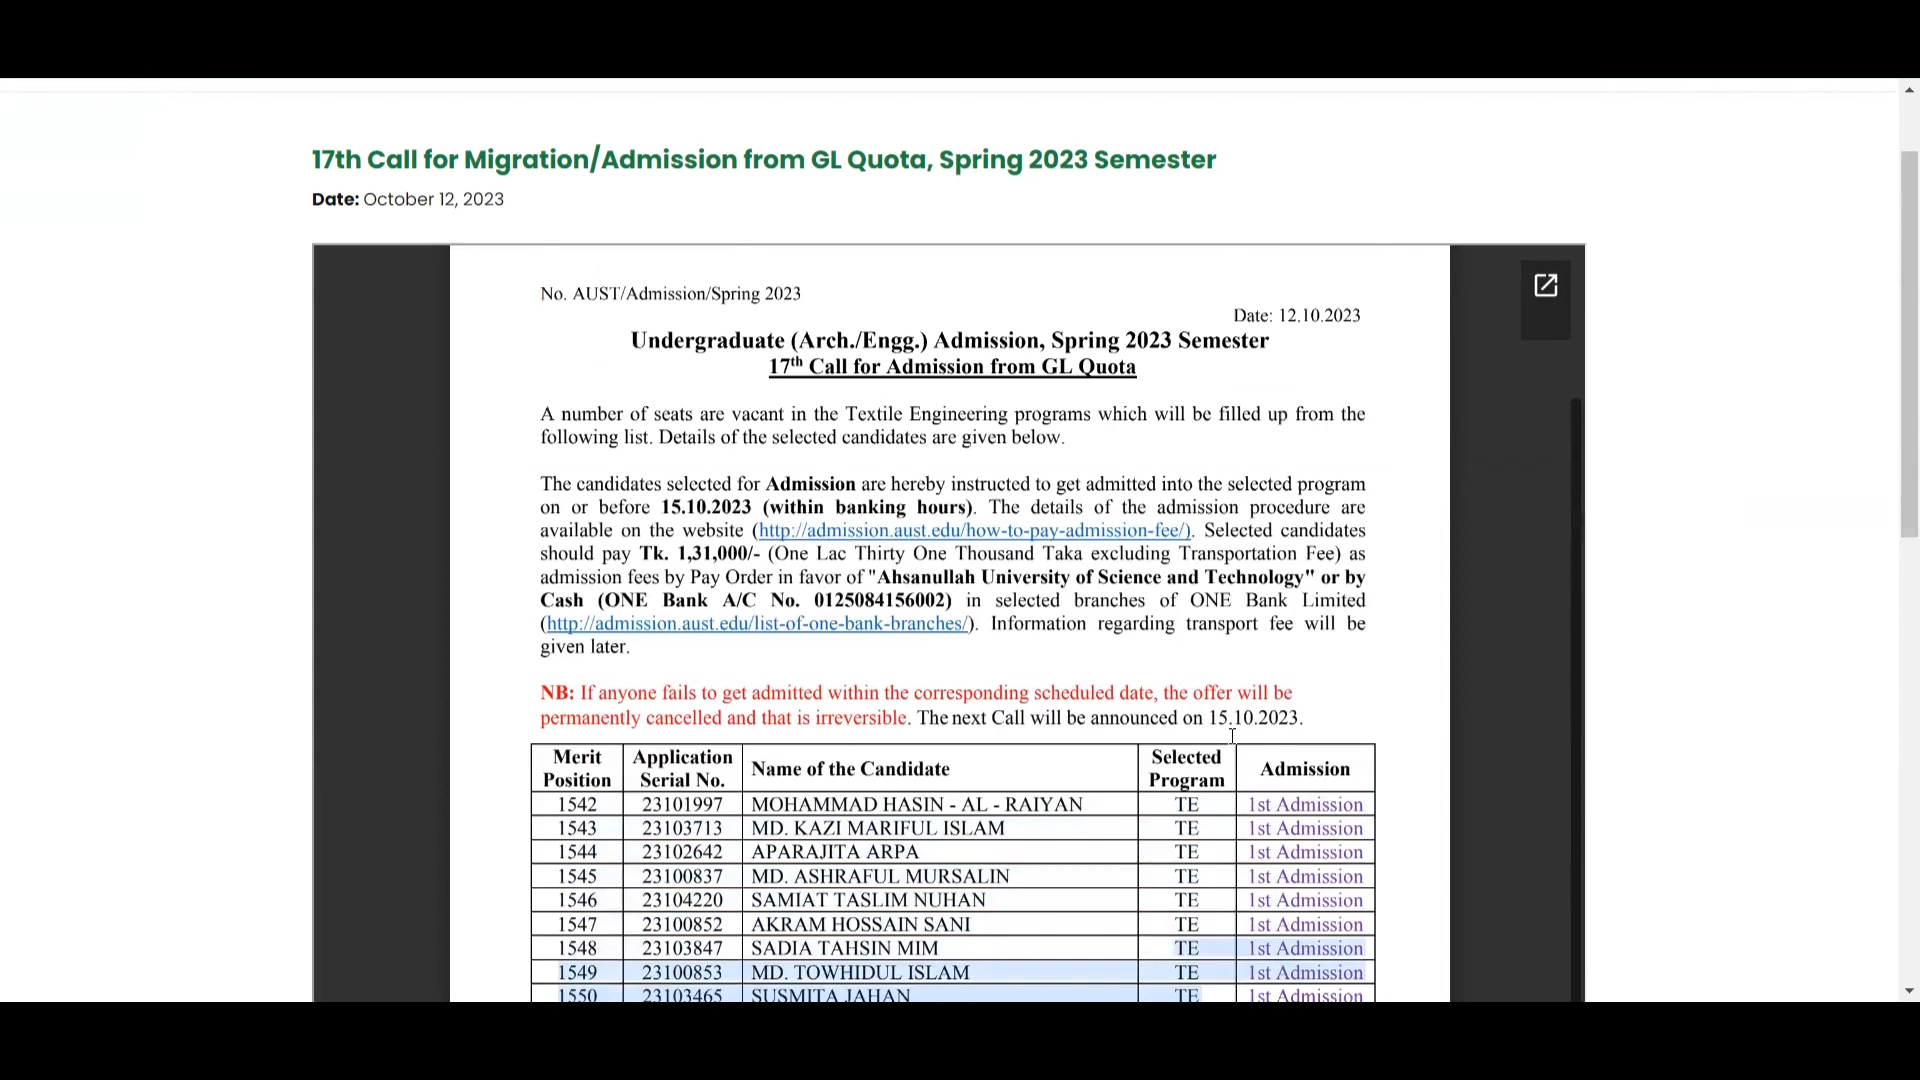 17th Call for Migration/Admission from GL Quota, Spring 2023 Semester
Date: October 12, 2023
No. AUST/Admission/Spring 2023
Date: 12.10.2023
Undergraduate (Arch./Engg.) Admission, Spring 2023 Semester
17th Call for Admission from GL Quota
A number of seats are vacant in the Textile Engineering programs which will be filled up from the
following list. Details of the selected candidates are given below.
The candidates selected for Admission are hereby instructed to get admitted into the selected program
on or before 15.10.2023 (within banking hours). The details of the admission procedure are
available on the website (http://admission.aust.edu/how-to-pay-admission-fee/). Selected candidates
should pay Tk. 1,31,000/- (One Lac Thirty One Thousand Taka excluding Transportation Fee) as
admission fees by Pay Order in favor of "Ahsanullah University of Science and Technology" or by
Cash (ONE Bank A/C No. 0125084156002) in selected branches of ONE Bank Limited
(http://admission.aust.edu/list-of-one-bank-branches/). Information regarding transport fee will be
given later.
NB: If anyone fails to get admitted within the corresponding scheduled date, the offer will be
permanently cancelled and that is irreversible. The next Call will be announced on 15.10.2023.
Merit Position Application Serial No. Name of the Candidate Selected Program Admission
1542 23101997 MOHAMMAD HASIN - AL - RAIYAN TE 1st Admission
1543 23103713 MD. KAZI MARIFUL ISLAM TE 1st Admission
1544 23102642 APARAJITA ARPA TE 1st Admission
1545 23100837 MD. ASHRAFUL MURSALIN TE 1st Admission
1546 23104220 SAMIAT TASLIM NUHAN TE 1st Admission
1547 23100852 AKRAM HOSSAIN SANI TE 1st Admission
1548 23103847 SADIA TAHSIN MIM TE 1st Admission
1549 23100853 MD. TOWHIDUL ISLAM TE 1st Admission
1550 23103465 SUSMITA JAHAN TE 1st Admission